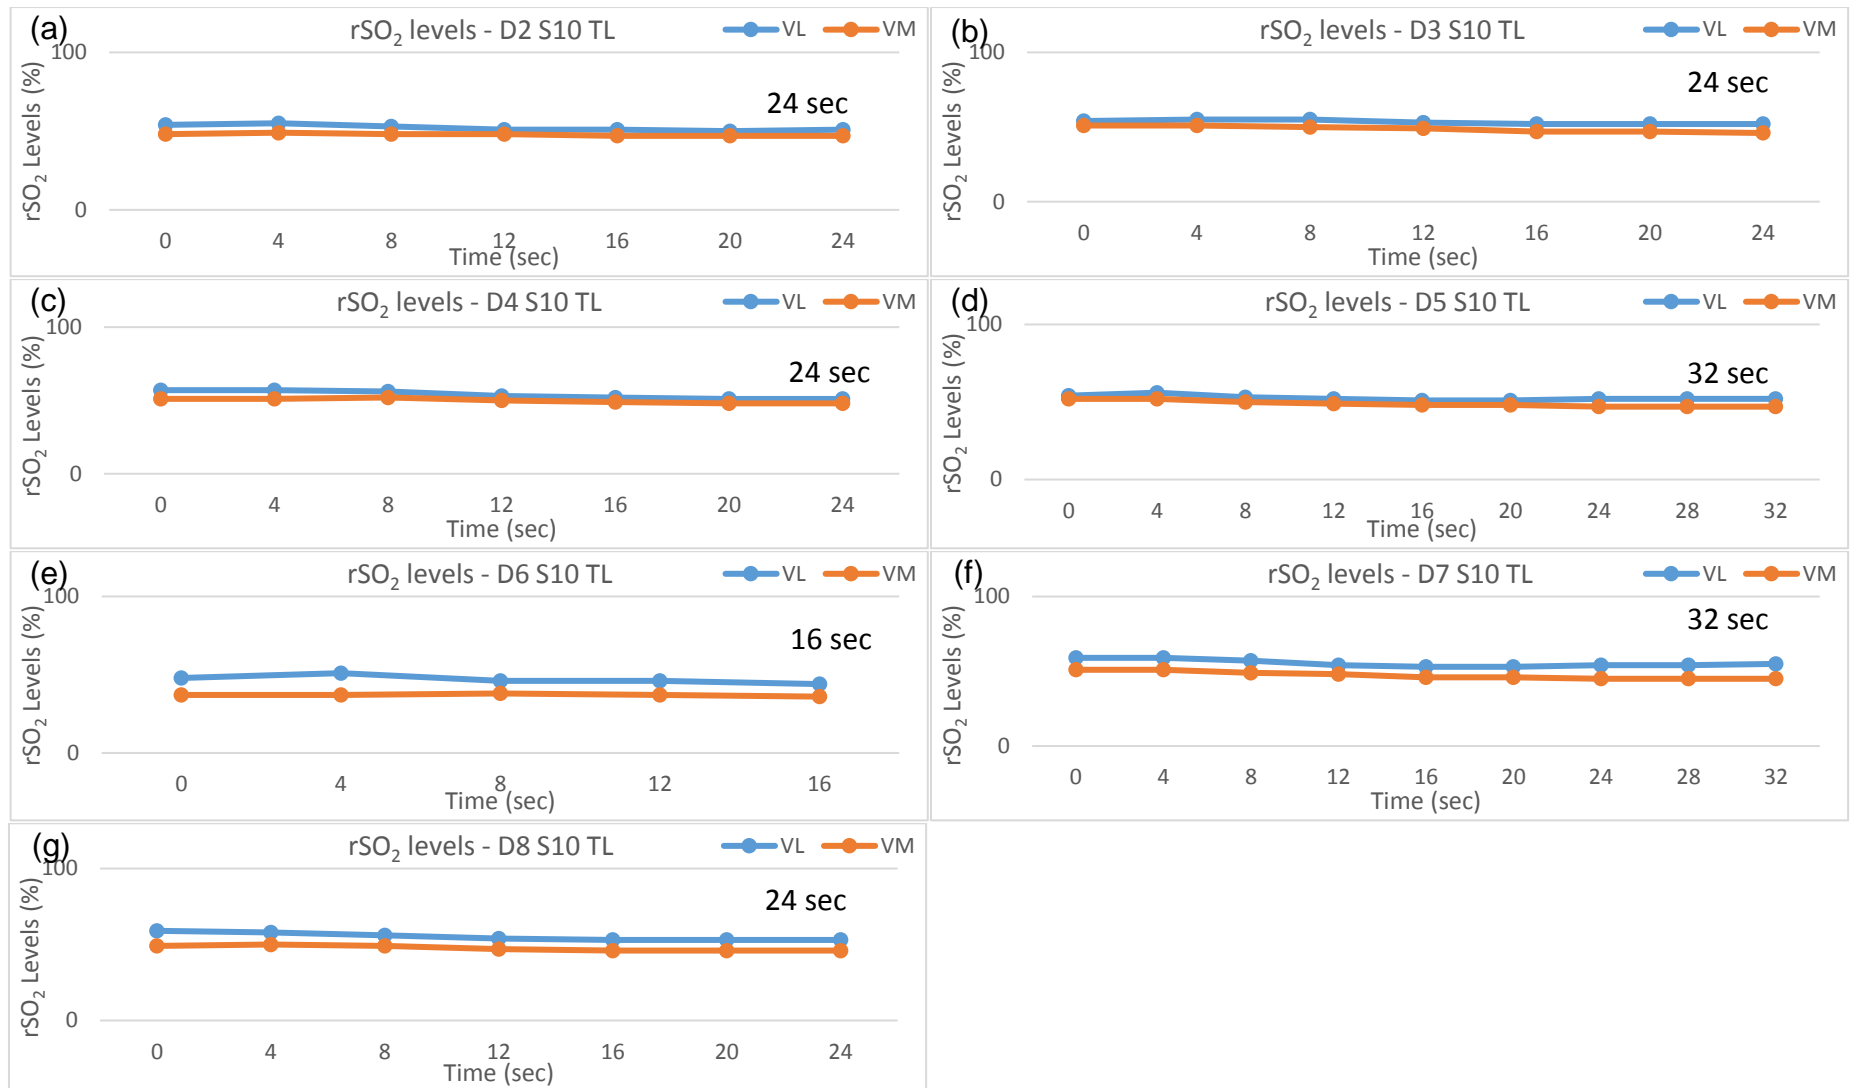 (a)
rSO₂ levels - D2 S10 TL
VL VM
100
24 sec
0
rSO₂ Levels (%)
0 4 8 12 16 20 24
Time (sec)
(b)
rSO₂ levels - D3 S10 TL
VL VM
100
24 sec
0
rSO₂ Levels (%)
0 4 8 12 16 20 24
Time (sec)
(c)
rSO₂ levels - D4 S10 TL
VL VM
100
24 sec
0
rSO₂ Levels (%)
0 4 8 12 16 20 24
Time (sec)
(d)
rSO₂ levels - D5 S10 TL
VL VM
100
32 sec
0
rSO₂ Levels (%)
0 4 8 12 16 20 24 28 32
Time (sec)
(e)
rSO₂ levels - D6 S10 TL
VL VM
100
16 sec
0
rSO₂ Levels (%)
0 4 8 12 16
Time (sec)
(f)
rSO₂ levels - D7 S10 TL
VL VM
100
32 sec
0
rSO₂ Levels (%)
0 4 8 12 16 20 24 28 32
Time (sec)
(g)
rSO₂ levels - D8 S10 TL
VL VM
100
24 sec
0
rSO₂ Levels (%)
0 4 8 12 16 20 24
Time (sec)